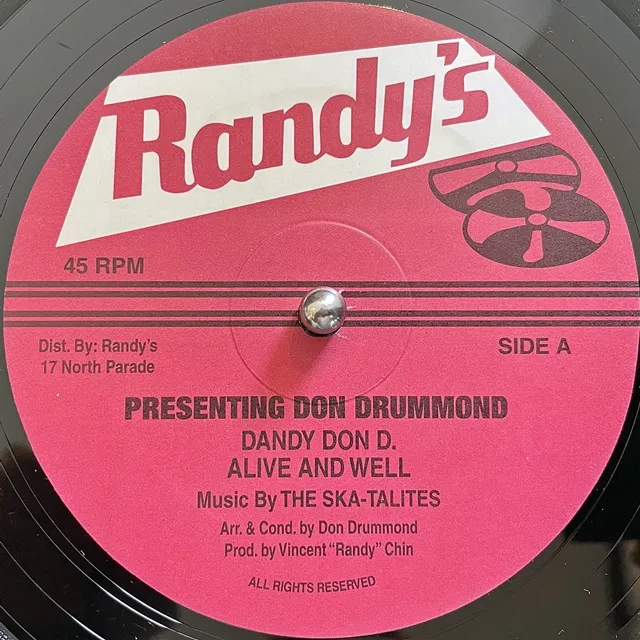 Randy's
45 RPM
Dist. By: Randy's
17 North Parade
SIDE A
PRESENTING DON DRUMMOND
DANDY DON D.
ALIVE AND WELL
Music By THE SKA-TALITES
Arr. & Cond. by Don Drummond
Prod. by Vincent "Randy" Chin
ALL RIGHTS RESERVED